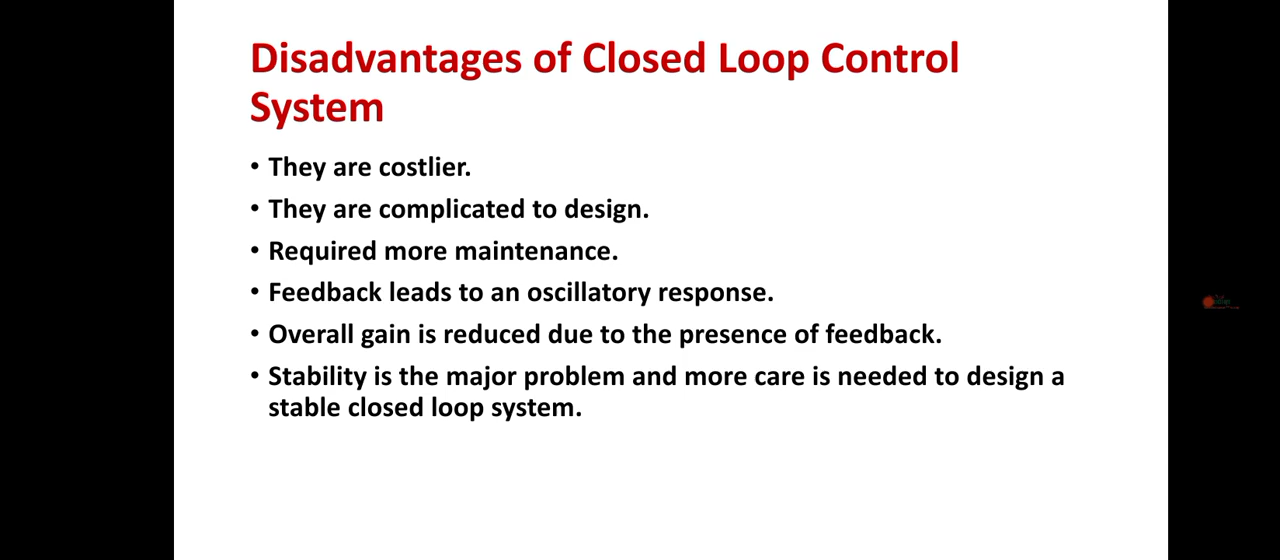 Disadvantages of Closed Loop Control
System
• They are costlier.
• They are complicated to design.
• Required more maintenance.
• Feedback leads to an oscillatory response.
• Overall gain is reduced due to the presence of feedback.
• Stability is the major problem and more care is needed to design a
stable closed loop system.